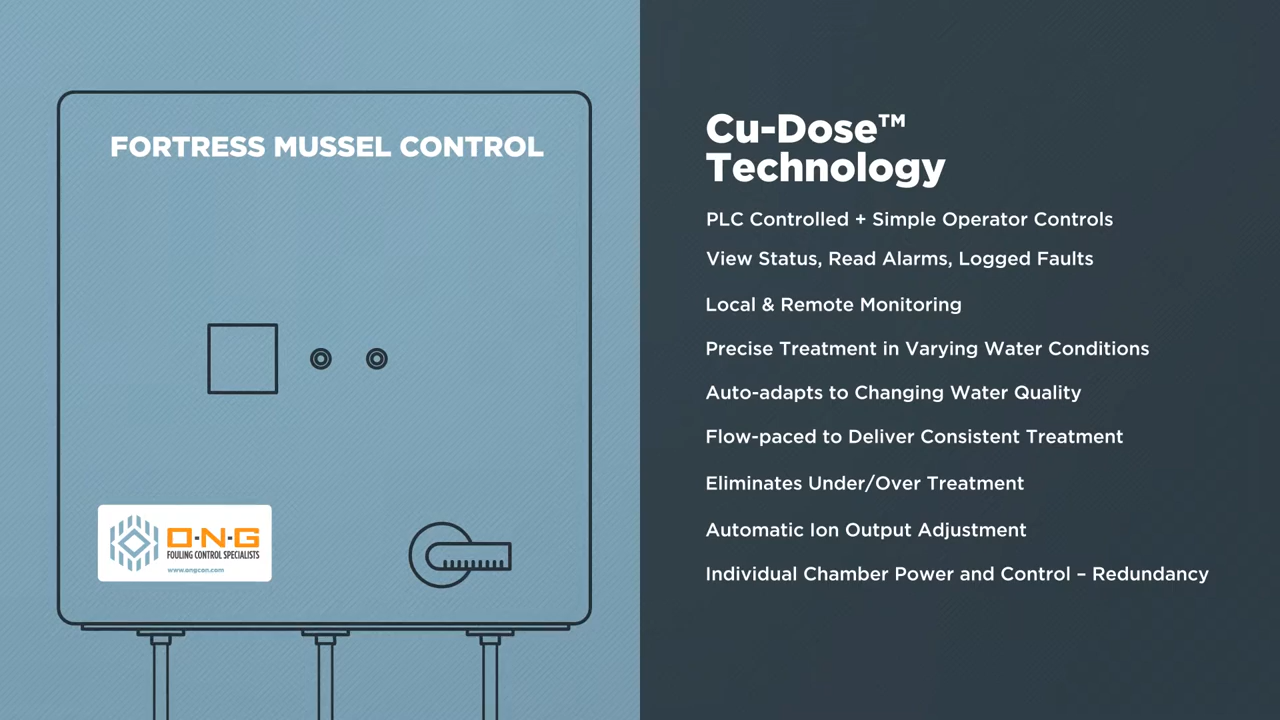 FORTRESS MUSSEL CONTROL
O-N-G
FOULING CONTROL SPECIALISTS
www.ongcon.com
Cu-Dose™
Technology
PLC Controlled + Simple Operator Controls
View Status, Read Alarms, Logged Faults
Local & Remote Monitoring
Precise Treatment in Varying Water Conditions
Auto-adapts to Changing Water Quality
Flow-paced to Deliver Consistent Treatment
Eliminates Under/Over Treatment
Automatic Ion Output Adjustment
Individual Chamber Power and Control – Redundancy